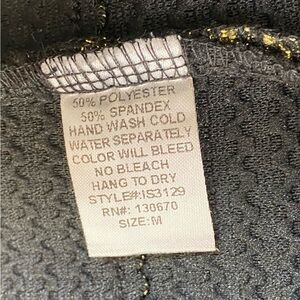 50% POLYESTER
50% SPANDEX
HAND WASH COLD
WATER SEPARATELY
COLOR WILL BLEED
NO BLEACH
HANG TO DRY
STYLE#:IS3129
RN#: 130670
SIZE:M